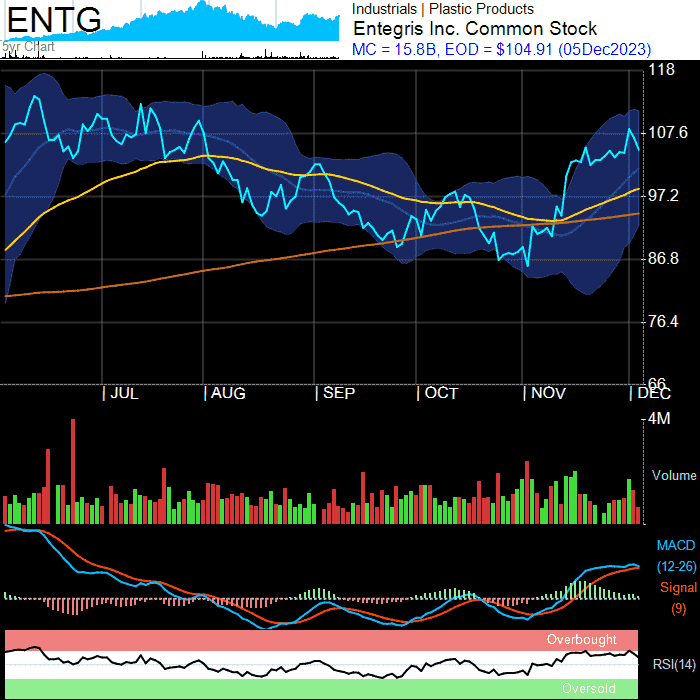 ENTG
5yr Chart
Industrials | Plastic Products
Entegris Inc. Common Stock
MC = 15.8B, EOD = $104.91 (05Dec2023)
118
107.6
97.2
86.8
76.4
66
| JUL | AUG | SEP | OCT | NOV | DEC
4M
Volume
MACD
(12-26)
Signal
(9)
Overbought
RSI(14)
Oversold